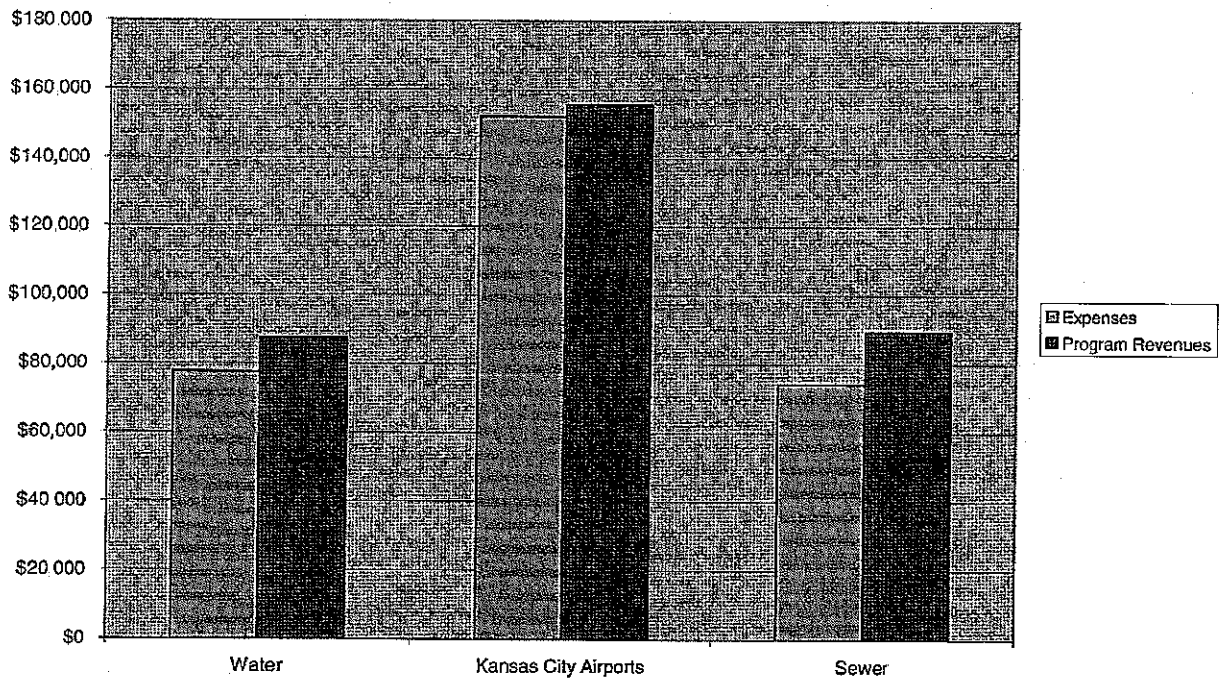 $180,000
$160,000
$140,000
$120,000
$100,000
$80,000
$60,000
$40 000
$20 000
$0
Water
Kansas City Airports
Sewer
Expenses
Program Revenues